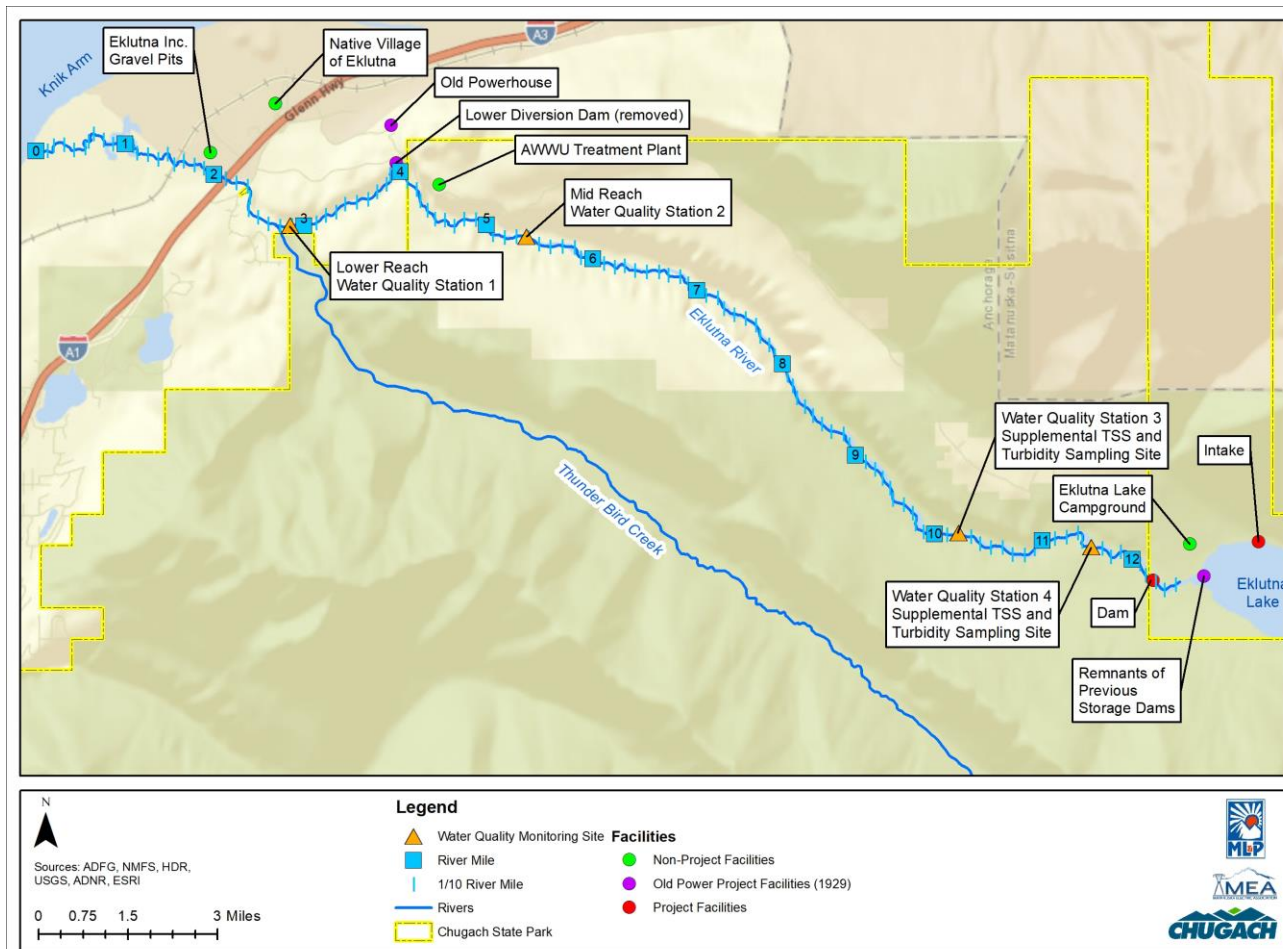 Eklutna Inc.
Gravel Pits
Native Village
of Eklutna
A3
Knik Arm
Glenn Hwy
Old Powerhouse
Lower Diversion Dam (removed)
AWWU Treatment Plant
Mid Reach
Water Quality Station 2
0
1
2
3
4
5
6
7
8
9
10
11
12
Lower Reach
Water Quality Station 1
A1
Eklutna River
Thunder Bird Creek
Anchorage
Matanuska-Susitna
Water Quality Station 3
Supplemental TSS and
Turbidity Sampling Site
Intake
Eklutna Lake
Campground
Water Quality Station 4
Supplemental TSS and
Turbidity Sampling Site
Dam
Eklutna
Lake
Remnants of
Previous
Storage Dams
N
Sources: ADFG, NMFS, HDR,
USGS, ADNR, ESRI
0 0.75 1.5 3 Miles
Legend
Water Quality Monitoring Site
River Mile
1/10 River Mile
Rivers
Chugach State Park
Facilities
Non-Project Facilities
Old Power Project Facilities (1929)
Project Facilities
ML&P
MEA
CHUGACH